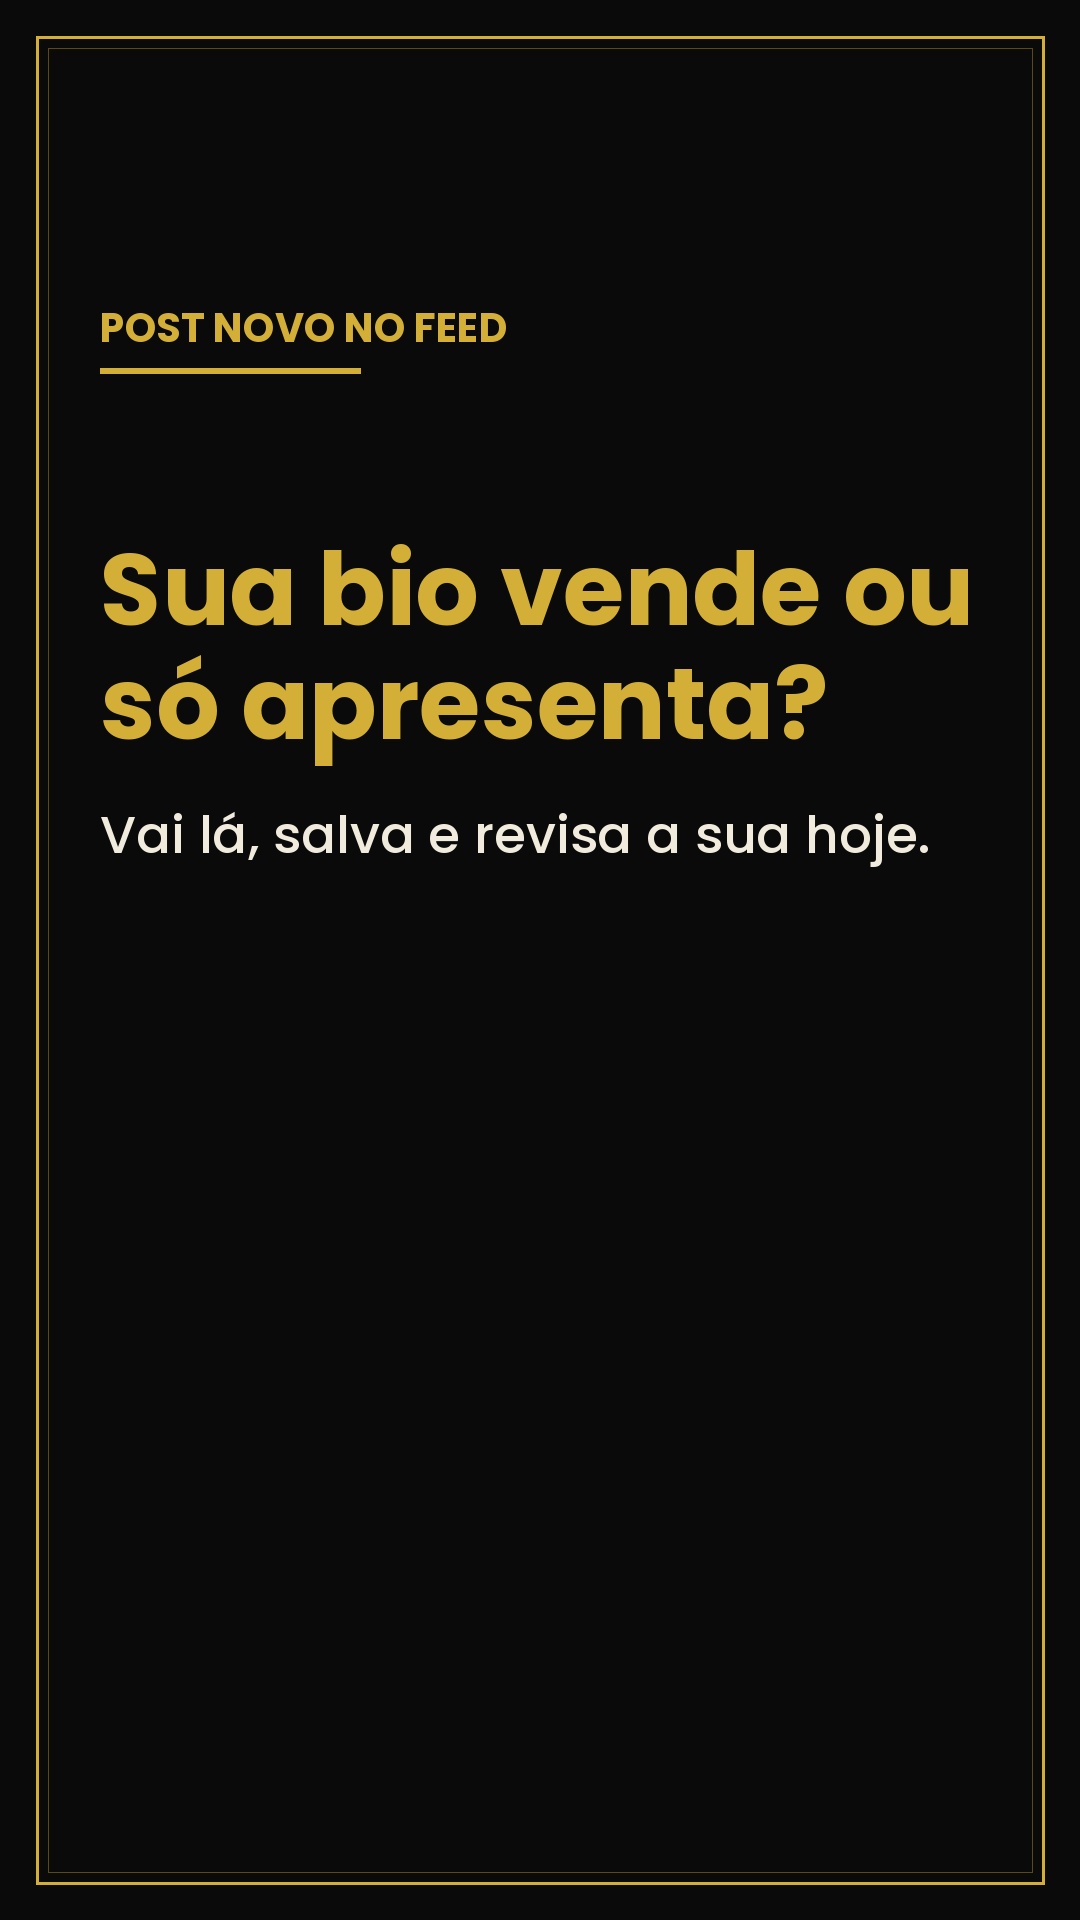 POST NOVO NO FEED
Sua bio vende ou
só apresenta?
Vai lá, salva e revisa a sua hoje.